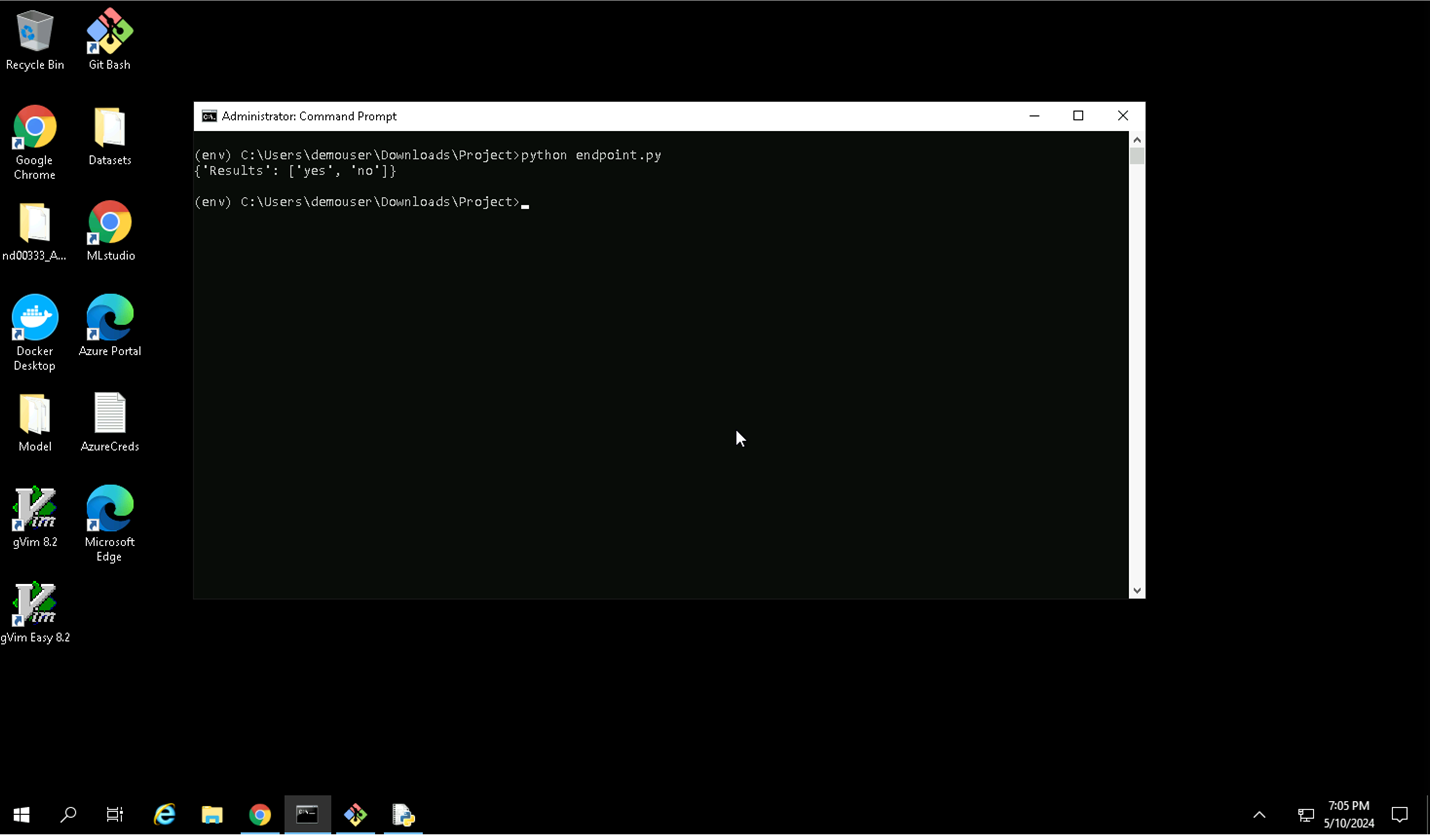 Recycle Bin
Git Bash
Administrator: Command Prompt
(env) C:\Users\demouser\Downloads\Project>python endpoint.py
{'Results': ['yes', 'no']}
(env) C:\Users\demouser\Downloads\Project>
Google
Chrome
Datasets
nd00333_A...
MLstudio
Docker
Desktop
Azure Portal
Model
AzureCreds
gVim 8.2
Microsoft
Edge
gVim Easy 8.2
7:05 PM
5/10/2024